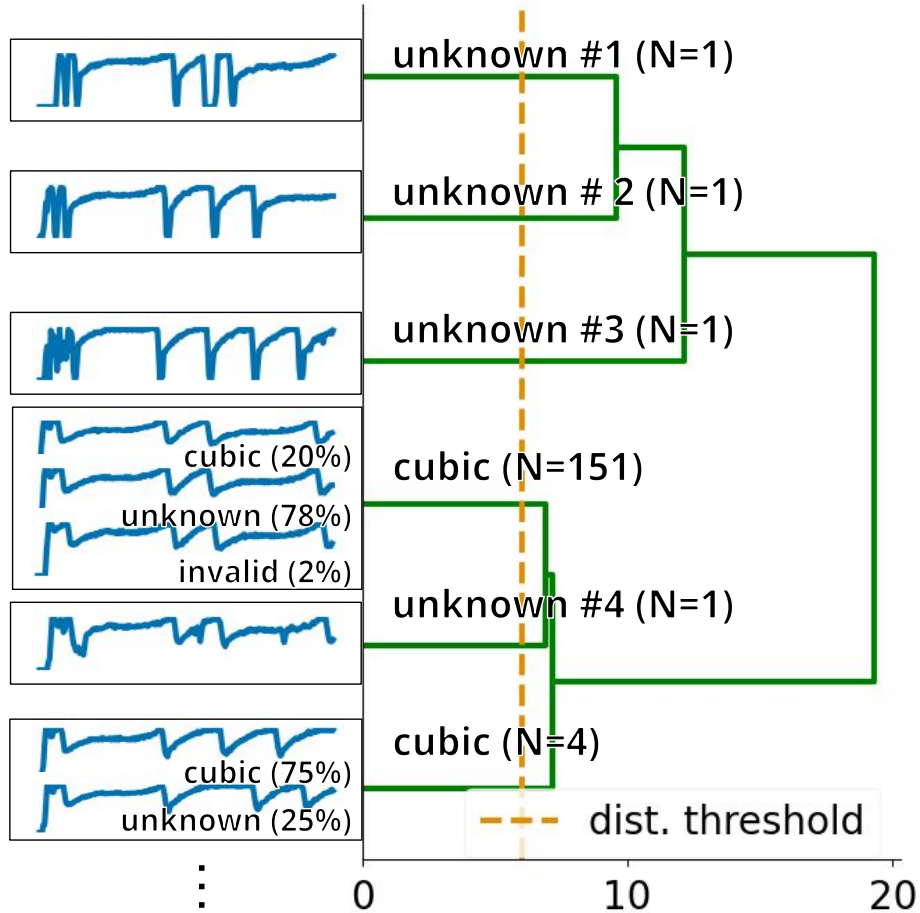 unknown #1 (N=1)
unknown # 2 (N=1)
unknown #3 (N=1)
cubic (20%)
cubic (N=151)
unknown (78%)
invalid (2%)
unknown #4 (N=1)
cubic (N=4)
cubic (75%)
unknown (25%)
dist. threshold
0 10 20